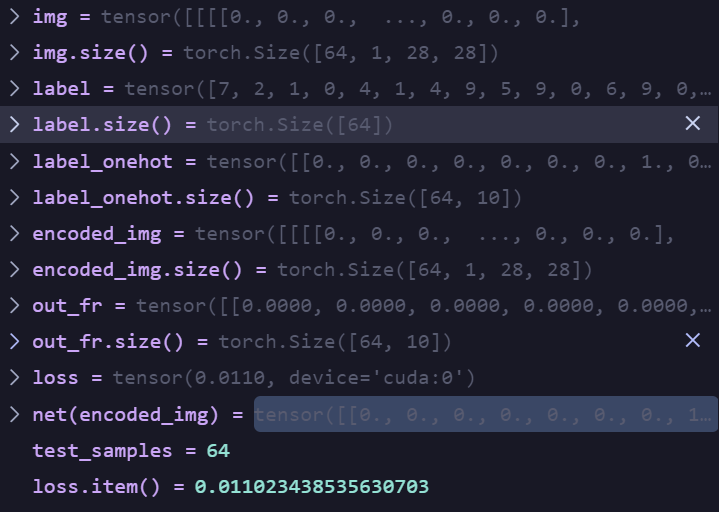 img = tensor([[[[0., 0., 0., ..., 0., 0., 0.],
img.size() = torch.Size([64, 1, 28, 28])
label = tensor([7, 2, 1, 0, 4, 1, 4, 9, 5, 9, 0, 6, 9, 0,…
label.size() = torch.Size([64])
label_onehot = tensor([[0., 0., 0., 0., 0., 0., 0., 1., 0…
label_onehot.size() = torch.Size([64, 10])
encoded_img = tensor([[[[0., 0., 0., ..., 0., 0., 0.],
encoded_img.size() = torch.Size([64, 1, 28, 28])
out_fr = tensor([[0.0000, 0.0000, 0.0000, 0.0000, 0.0000,…
out_fr.size() = torch.Size([64, 10])
loss = tensor(0.0110, device='cuda:0')
net(encoded_img) = tensor([[0., 0., 0., 0., 0., 0., 0., 1…
test_samples = 64
loss.item() = 0.011023438535630703